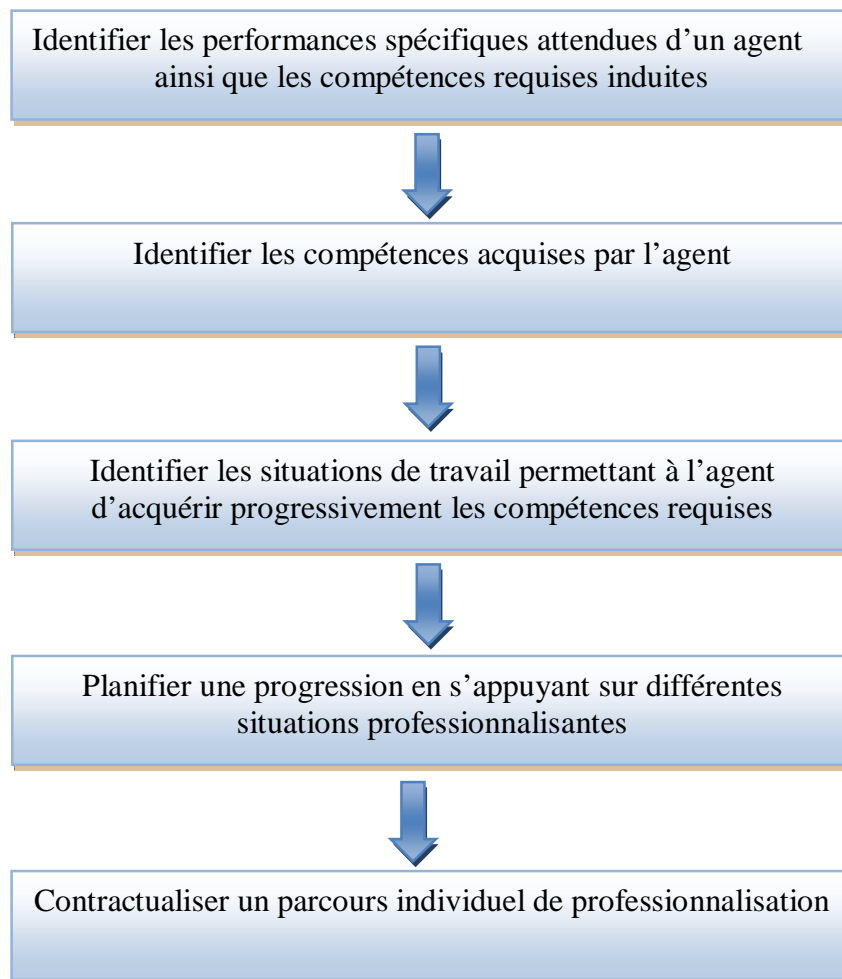 Identifier les performances spécifiques attendues d’un agent
ainsi que les compétences requises induites
Identifier les compétences acquises par l’agent
Identifier les situations de travail permettant à l’agent
d’acquérir progressivement les compétences requises
Planifier une progression en s’appuyant sur différentes
situations professionnalisantes
Contractualiser un parcours individuel de professionnalisation